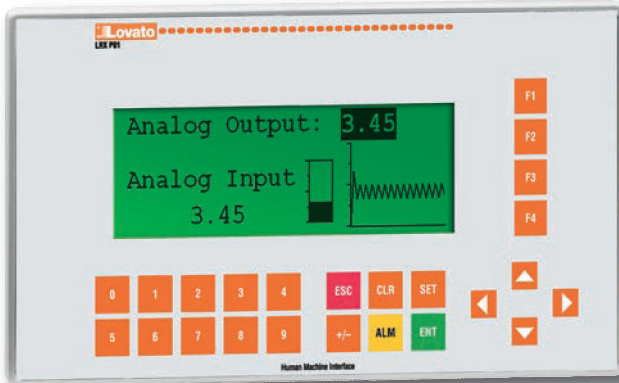 Lovato
LRX P01
Analog Output: 3.45
Analog Input
3.45
F1
F2
F3
F4
0 1 2 3 4 ESC CLR SET
5 6 7 8 9 +/− ALM ENT
Human Machine Interface